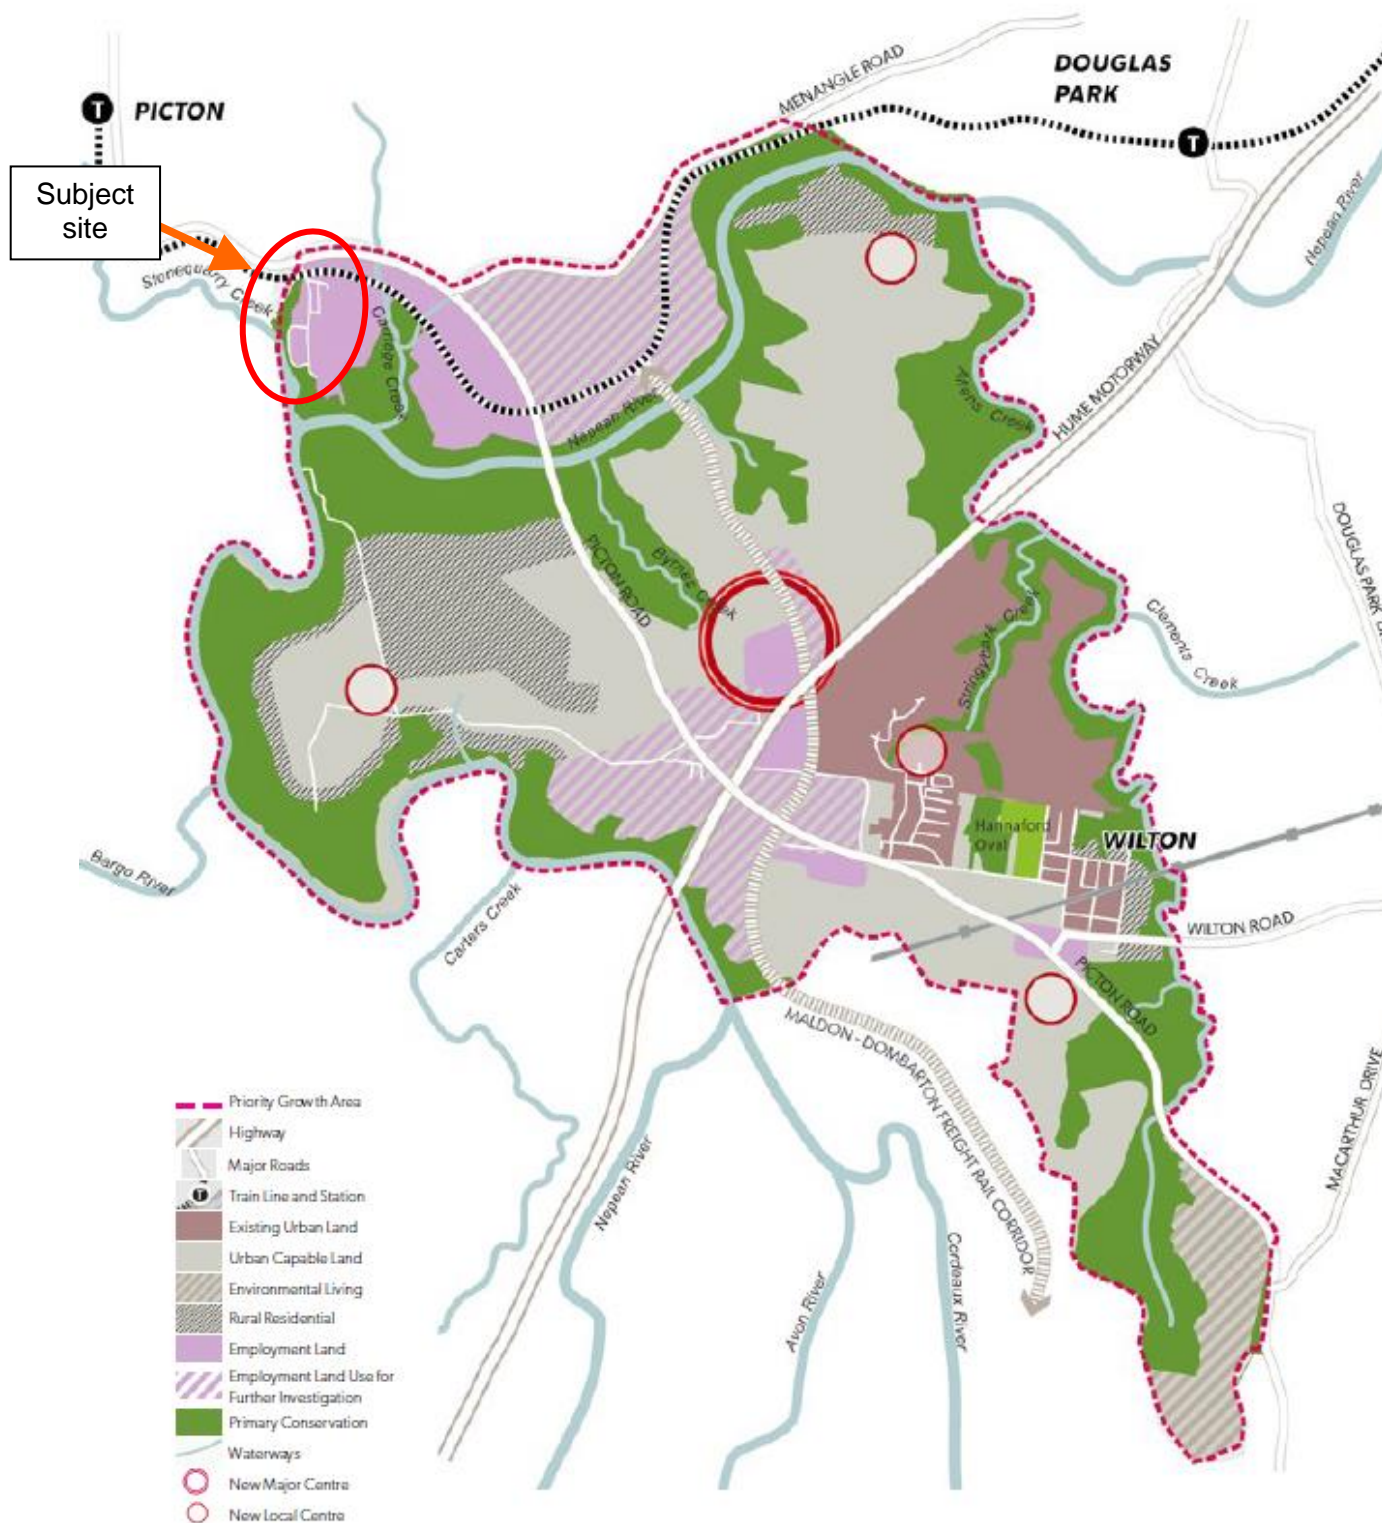 MENANGLE ROAD
DOUGLAS
PARK
T
PICTON
T
Subject
site
Nepean River
Stonequarry Creek
Carriage Creek
HUME MOTORWAY
Allens Creek
Nepean River
DOUGLAS PARK DR
PICTON ROAD
Byrnes Creek
Stringybark Creek
Clements Creek
Hannaford
Oval
WILTON
Bargo River
Carters Creek
WILTON ROAD
PICTON ROAD
MALDON - DOMBARTON FREIGHT RAIL CORRIDOR
MACARTHUR DRIVE
Nepean River
Avon River
Cordeaux River
Priority Growth Area
Highway
Major Roads
T
Train Line and Station
Existing Urban Land
Urban Capable Land
Environmental Living
Rural Residential
Employment Land
Employment Land Use for
Further Investigation
Primary Conservation
Waterways
New Major Centre
New Local Centre